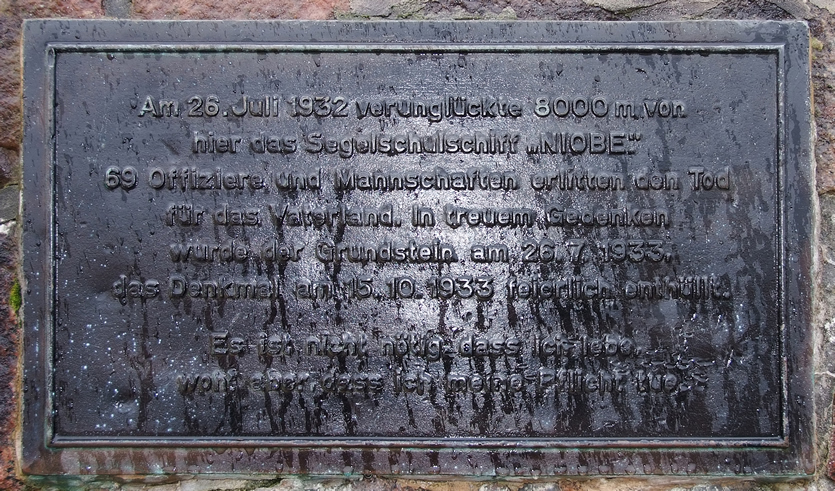 Am 26. Juli 1932 verunglückte 8000 m von
hier das Segelschulschiff „NIOBE."
69 Offiziere und Mannschaften erlitten den Tod
für das Vaterland. In treuem Gedenken
wurde der Grundstein am 26. 7. 1933,
das Denkmal am 15. 10. 1933 feierlich enthüllt.
Es ist nicht nötig, dass ich lebe,
wohl aber, dass ich meine Pflicht tue.